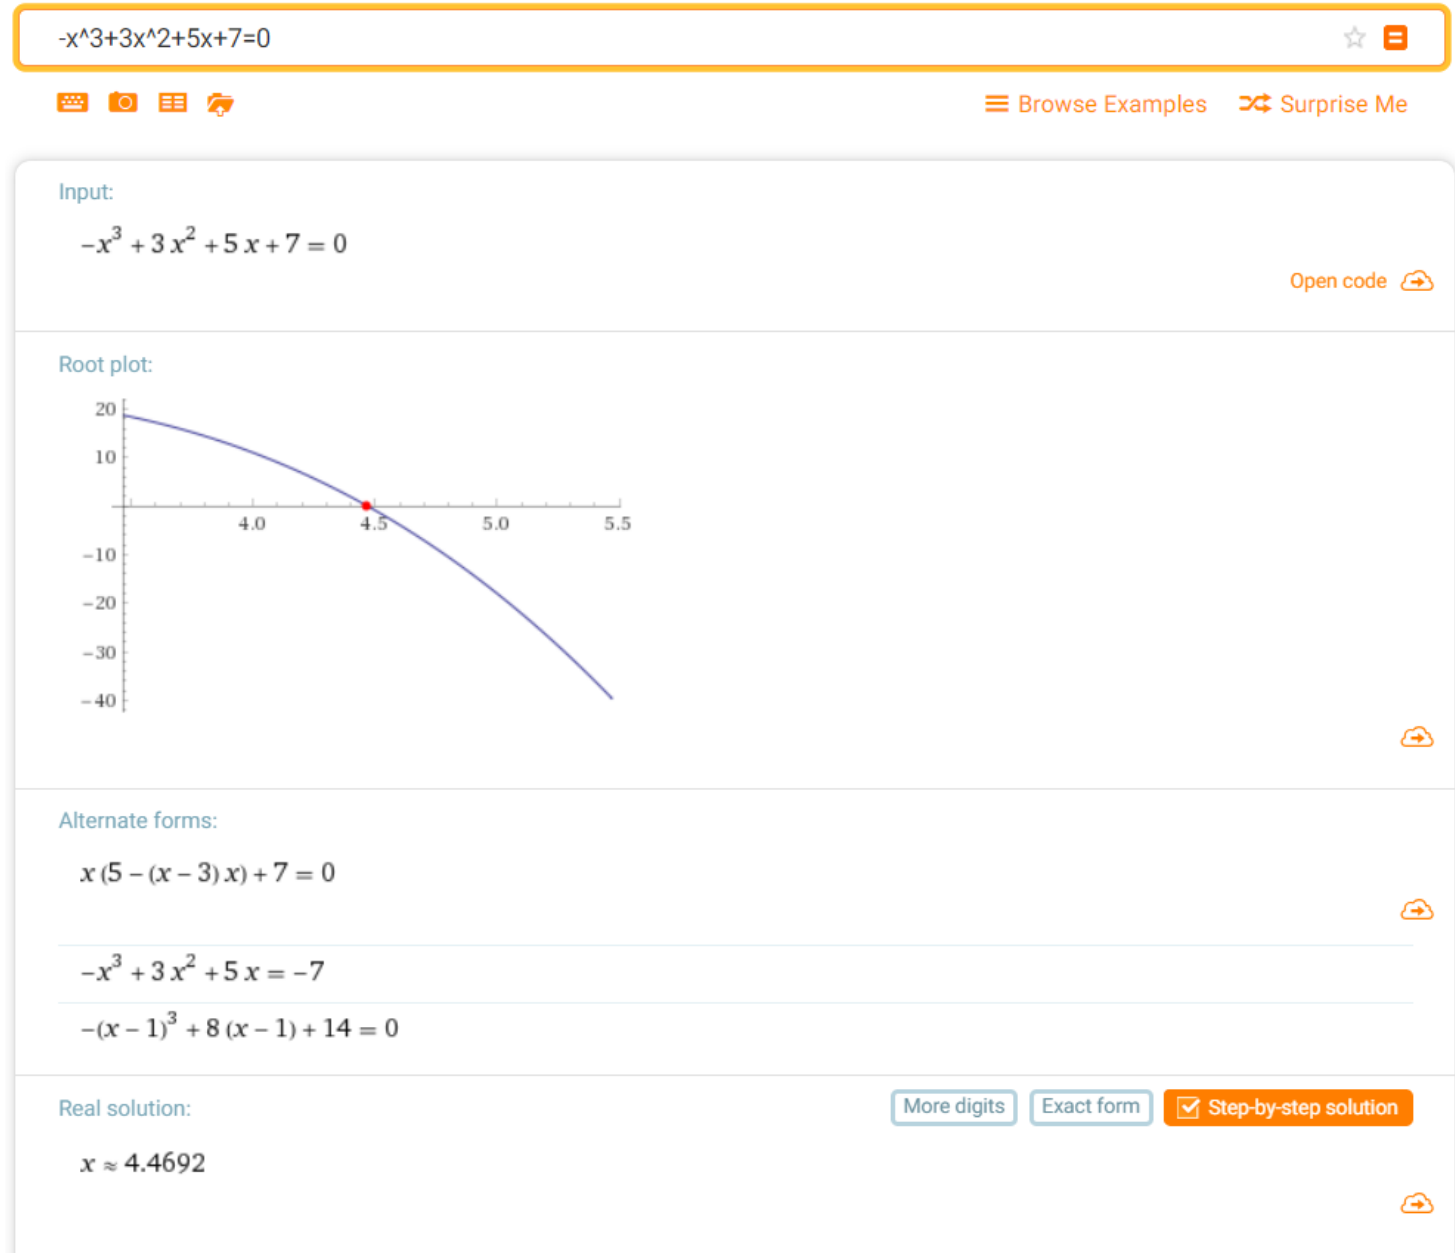 -x^3+3x^2+5x+7=0
Browse Examples Surprise Me
Input:
−x³ + 3 x² + 5 x + 7 = 0
Open code
Root plot:
20
10
4.0 4.5 5.0 5.5
−10
−20
−30
−40
Alternate forms:
x (5 − (x − 3) x) + 7 = 0
−x³ + 3 x² + 5 x = −7
−(x − 1)³ + 8 (x − 1) + 14 = 0
Real solution: More digits Exact form Step-by-step solution
x ≈ 4.4692